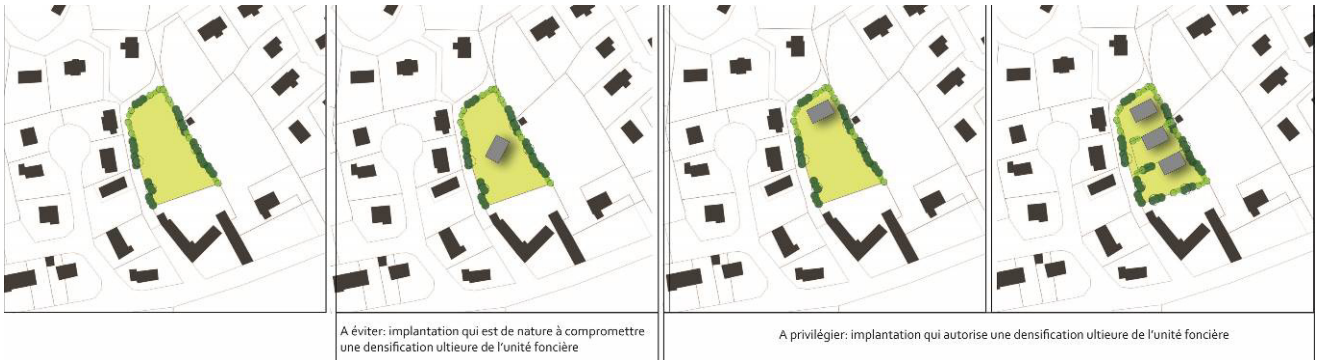 A éviter: implantation qui est de nature à compromettre
une densification ultieure de l'unité foncière
A privilégier: implantation qui autorise une densification ultieure de l'unité foncière